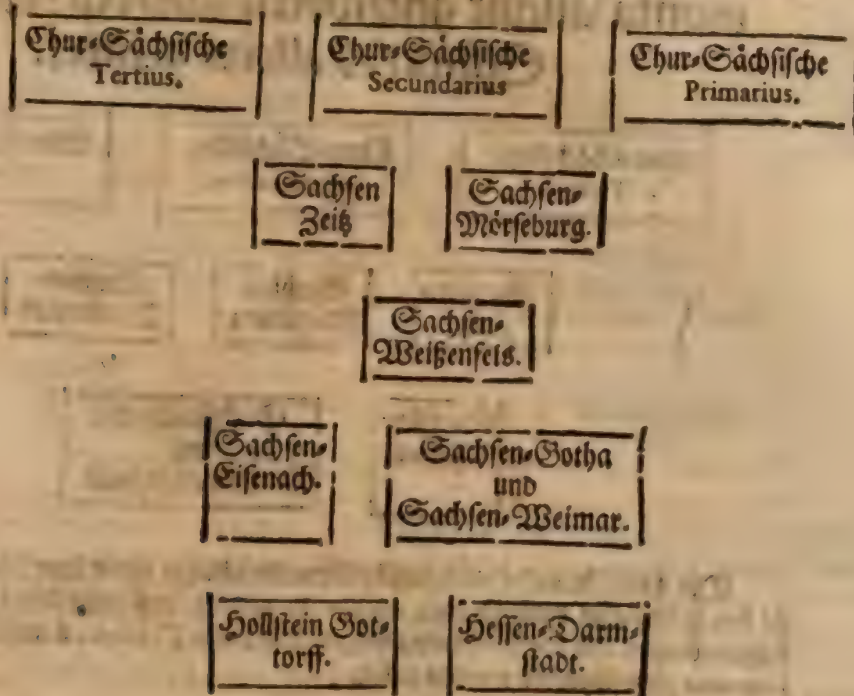 Chur-Sächsische
Tertius.
Chur-Sächsische
Secundarius
Chur-Sächsische
Primarius.
Sachsen
Zeitz
Sachsen-
Mörseburg.
Sachsen-
Weißenfels.
Sachsen-
Eisenach.
Sachsen-Gotha
und
Sachsen-Weimar.
Hollstein Got-
torff.
Hessen-Darm-
stadt.